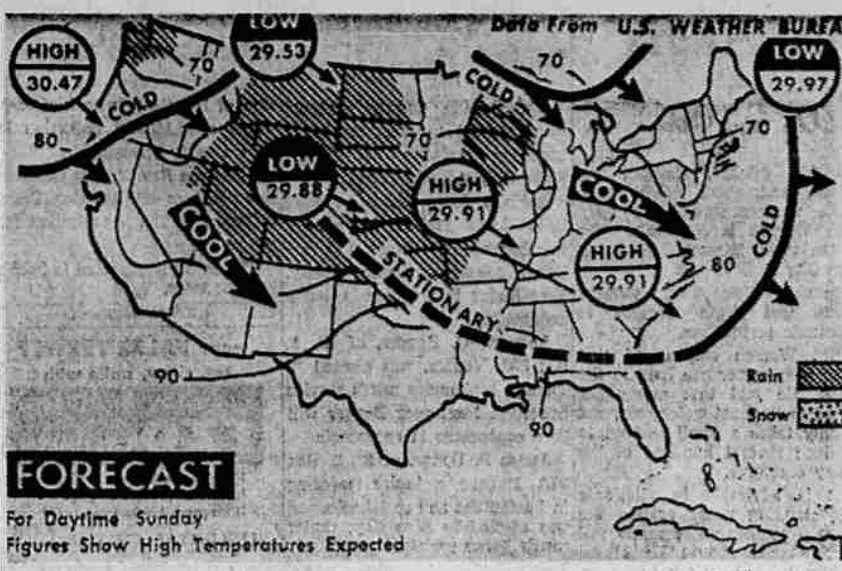 Data From U.S. WEATHER BUREA
HIGH
30.47
LOW
29.53
LOW
29.97
70
70
COLD
COLD
80
70
70
LOW
29.88
HIGH
29.91
COOL
COOL
COLD
HIGH
29.91
80
STATIONARY
90
90
Rain
Snow
FORECAST
For Daytime Sunday
Figures Show High Temperatures Expected